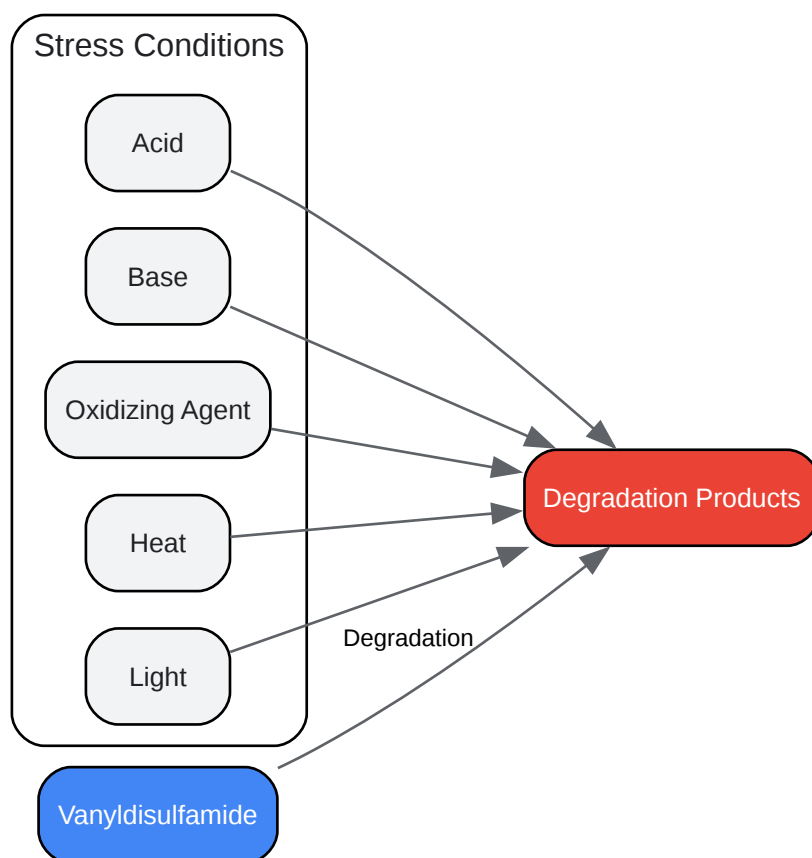 Stress Conditions
Acid
Base
Oxidizing Agent
Heat
Light
Degradation Products
Degradation
Vanyldisulfamide